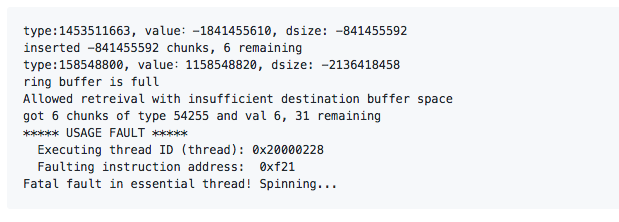 type:1453511663, value: -1841455610, dsize: -841455592
inserted -841455592 chunks, 6 remaining
type:158548800, value: 1158548820, dsize: -2136418458
ring buffer is full
Allowed retreival with insufficient destination buffer space
got 6 chunks of type 54255 and val 6, 31 remaining
***** USAGE FAULT *****
  Executing thread ID (thread): 0x20000228
  Faulting instruction address:  0xf21
Fatal fault in essential thread! Spinning...